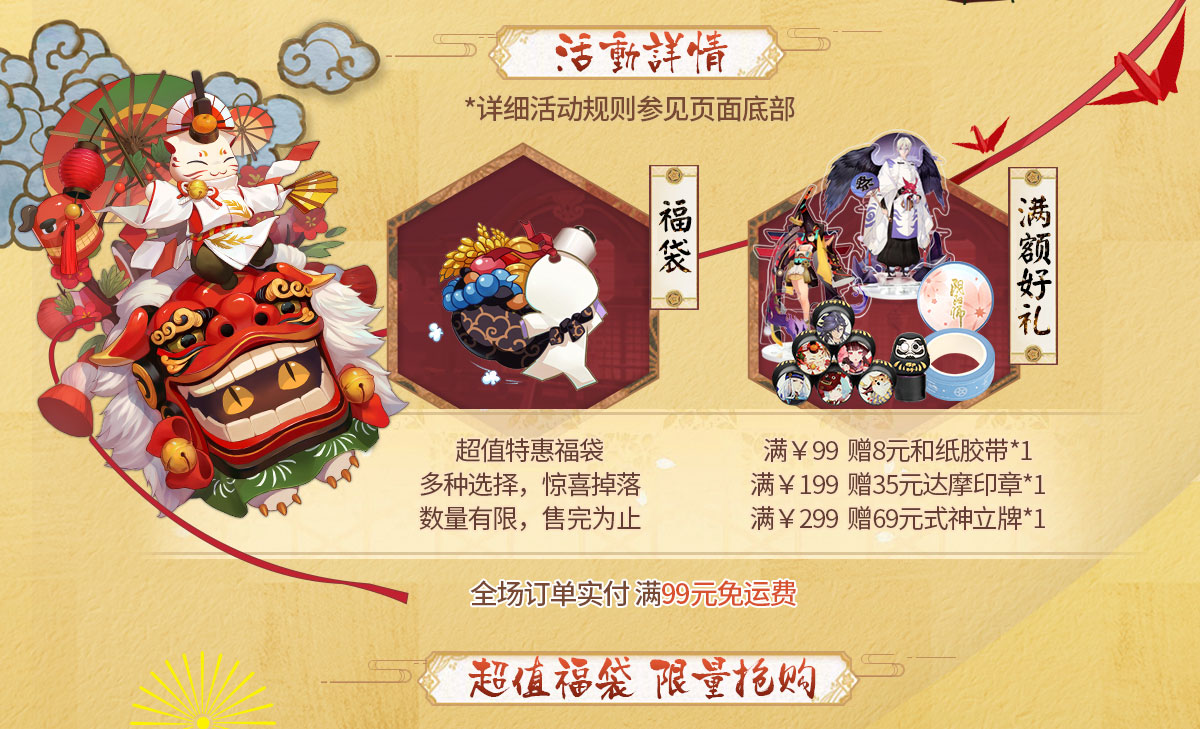 活動詳情
*详细活动规则参见页面底部
福袋
满额好礼
祭
阴阳师
超值特惠福袋
多种选择，惊喜掉落
数量有限，售完为止
满￥99 赠8元和纸胶带*1
满￥199 赠35元达摩印章*1
满￥299 赠69元式神立牌*1
全场订单实付 满99元免运费
超值福袋 限量抢购